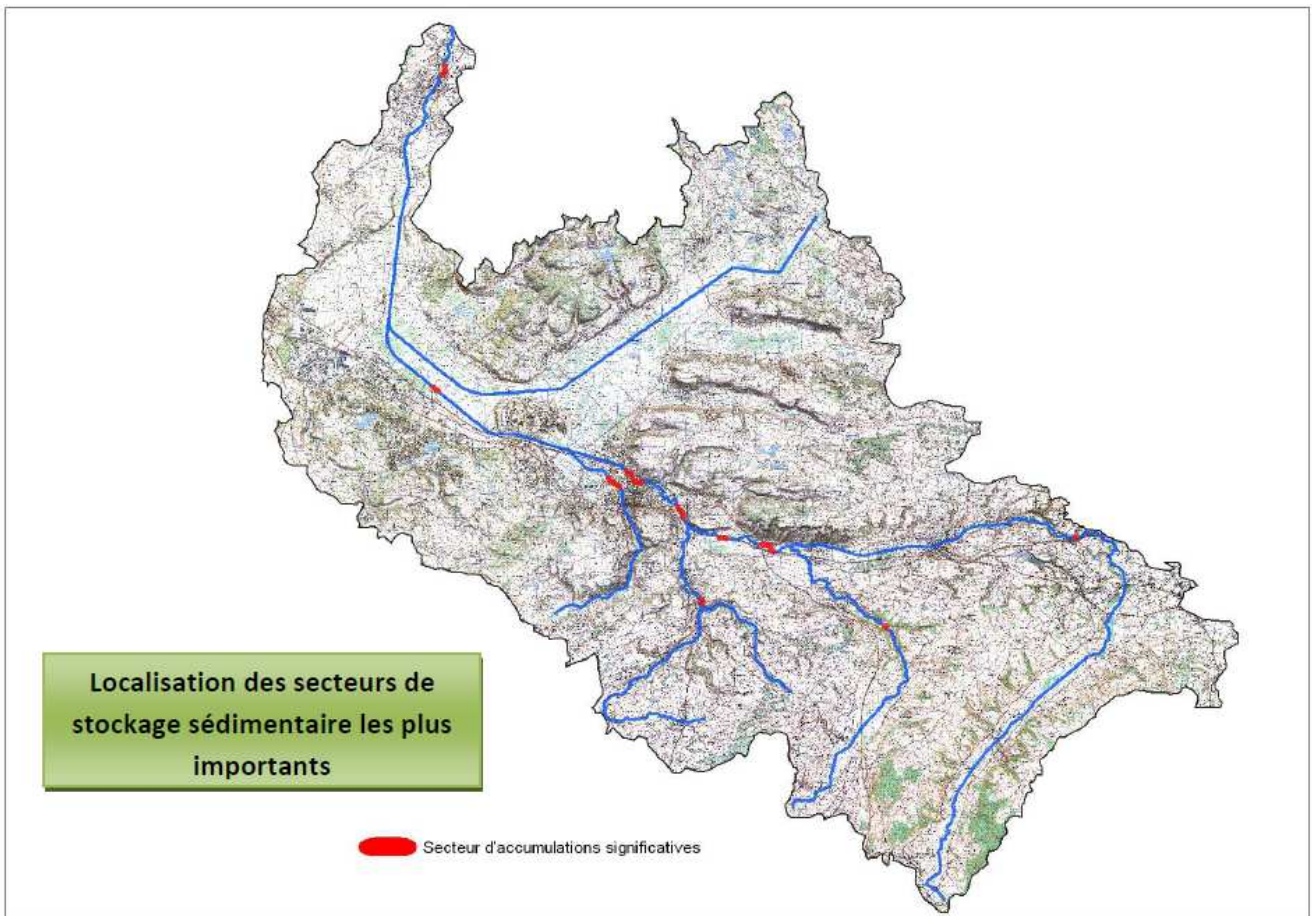 Localisation des secteurs de
stockage sédimentaire les plus
importants
Secteur d'accumulations significatives